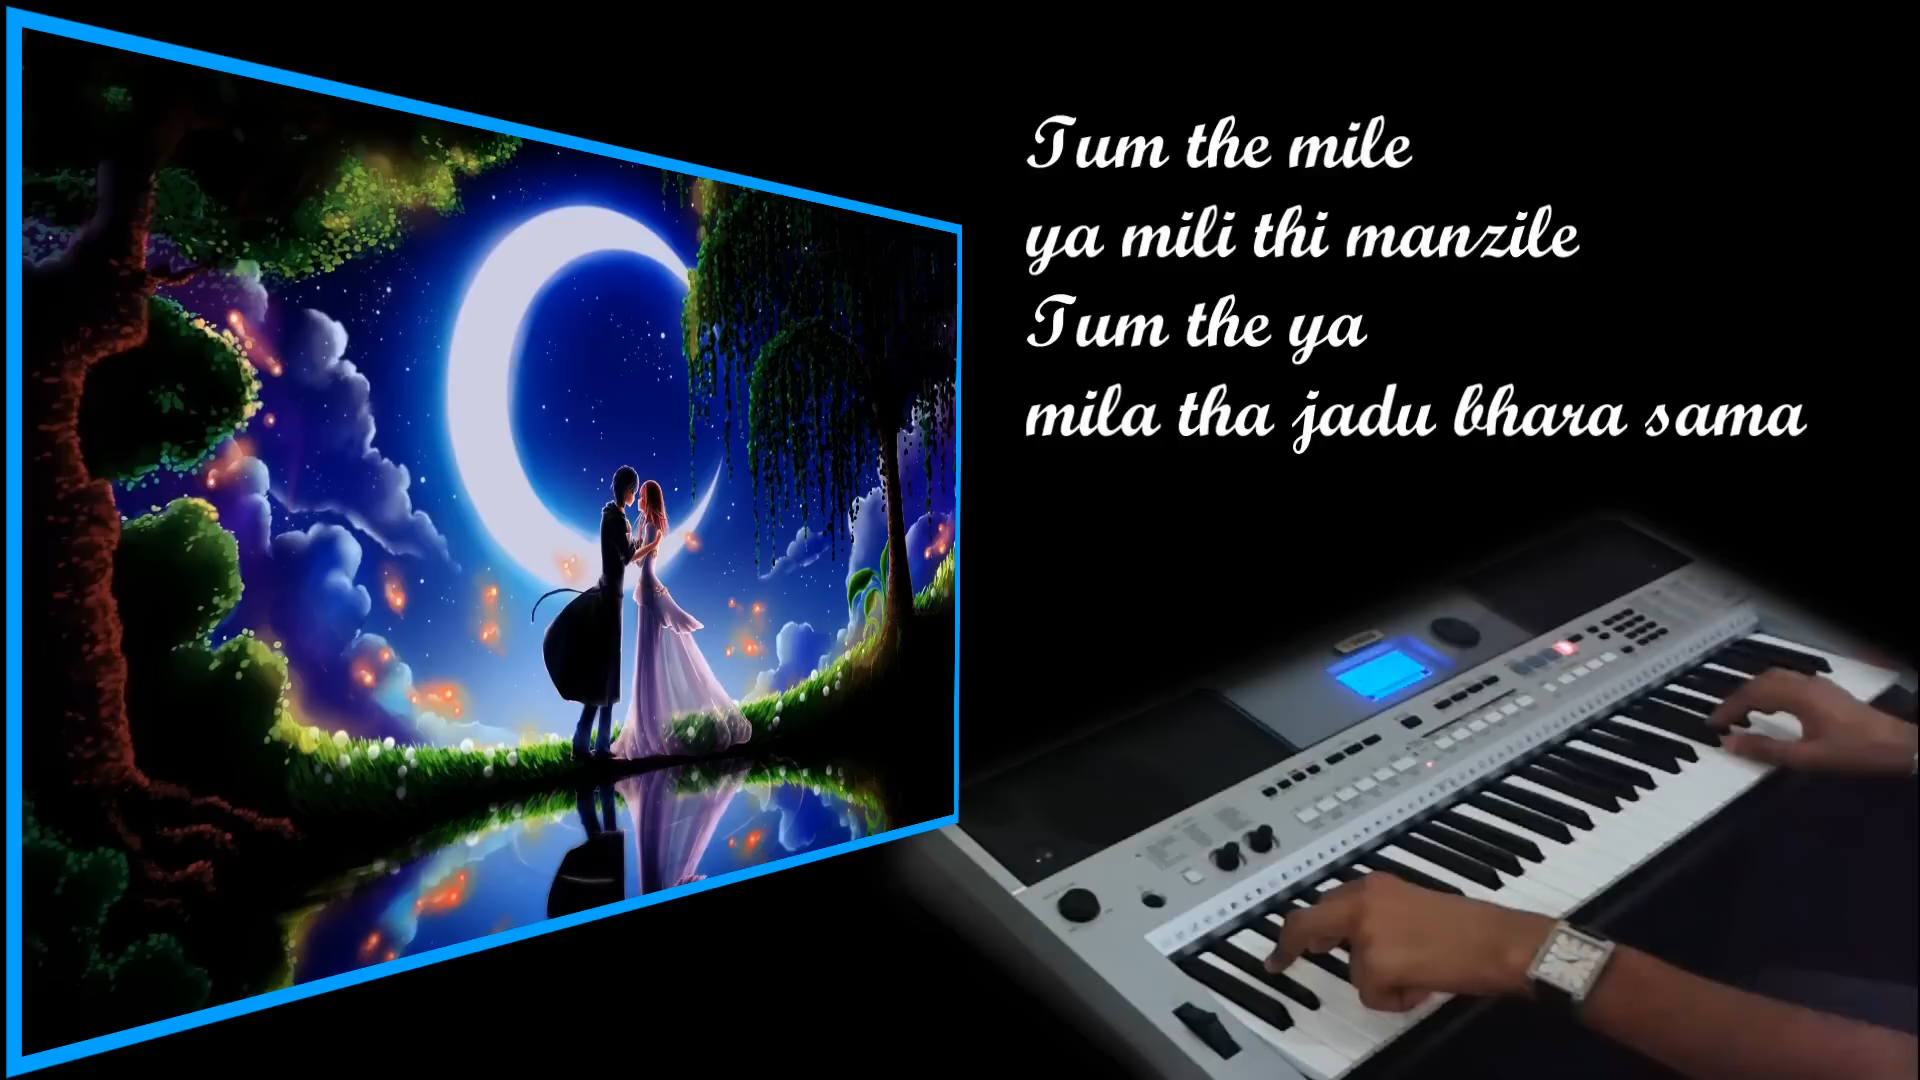 Tum the mile
ya mili thi manzile
Tum the ya
mila tha jadu bhara sama